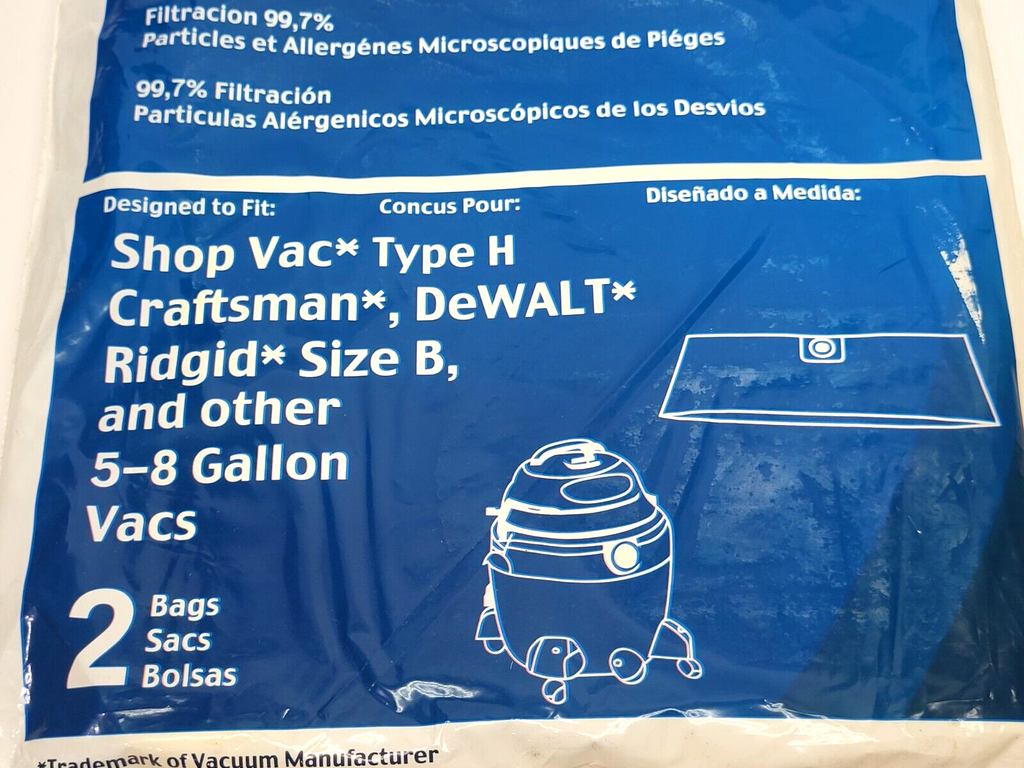 Filtracion 99,7%
Particles et Allergénes Microscopiques de Piéges
99,7% Filtración
Particulas Alérgenicos Microscópicos de los Desvios
Designed to Fit:
Concus Pour:
Diseñado a Medida:
Shop Vac* Type H
Craftsman*, DeWALT*
Ridgid* Size B,
and other
5–8 Gallon
Vacs
2 Bags
Sacs
Bolsas
*Trademark of Vacuum Manufacturer